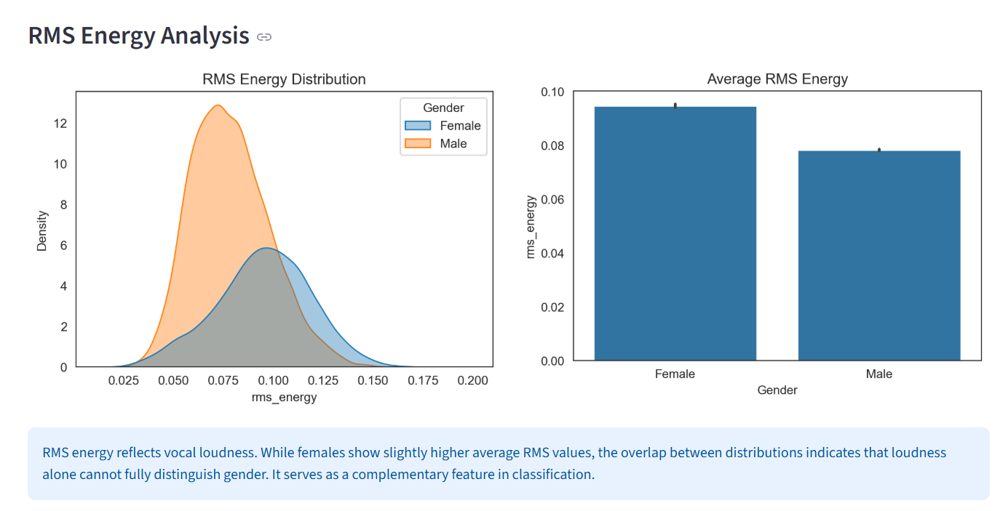 RMS Energy Analysis
RMS Energy Distribution
Gender
Female
Male
12
10
8
6
4
2
0
Density
0.025 0.050 0.075 0.100 0.125 0.150 0.175 0.200
rms_energy
Average RMS Energy
0.10
0.08
0.06
0.04
0.02
0.00
rms_energy
Female Male
Gender
RMS energy reflects vocal loudness. While females show slightly higher average RMS values, the overlap between distributions indicates that loudness
alone cannot fully distinguish gender. It serves as a complementary feature in classification.